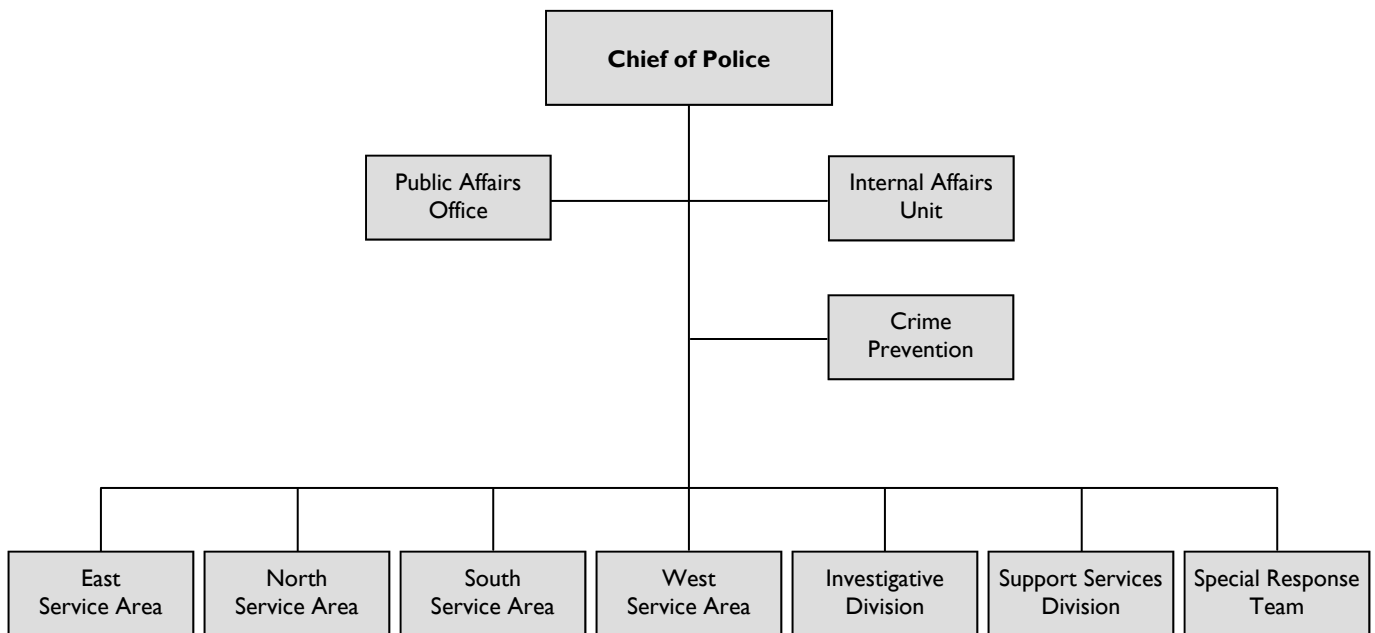 Chief of Police
Public Affairs
Office
Internal Affairs
Unit
Crime
Prevention
East
Service Area
North
Service Area
South
Service Area
West
Service Area
Investigative
Division
Support Services
Division
Special Response
Team